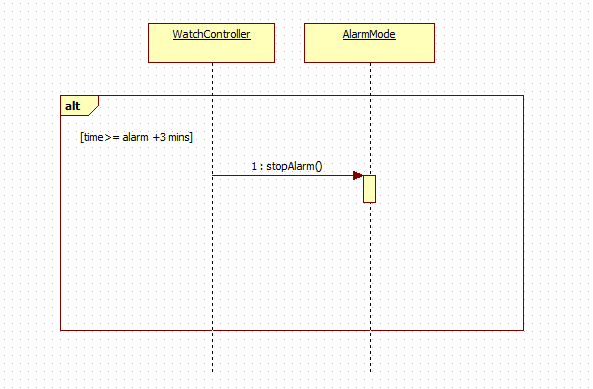 WatchController
AlarmMode
alt
[time>= alarm +3 mins]
1 : stopAlarm()